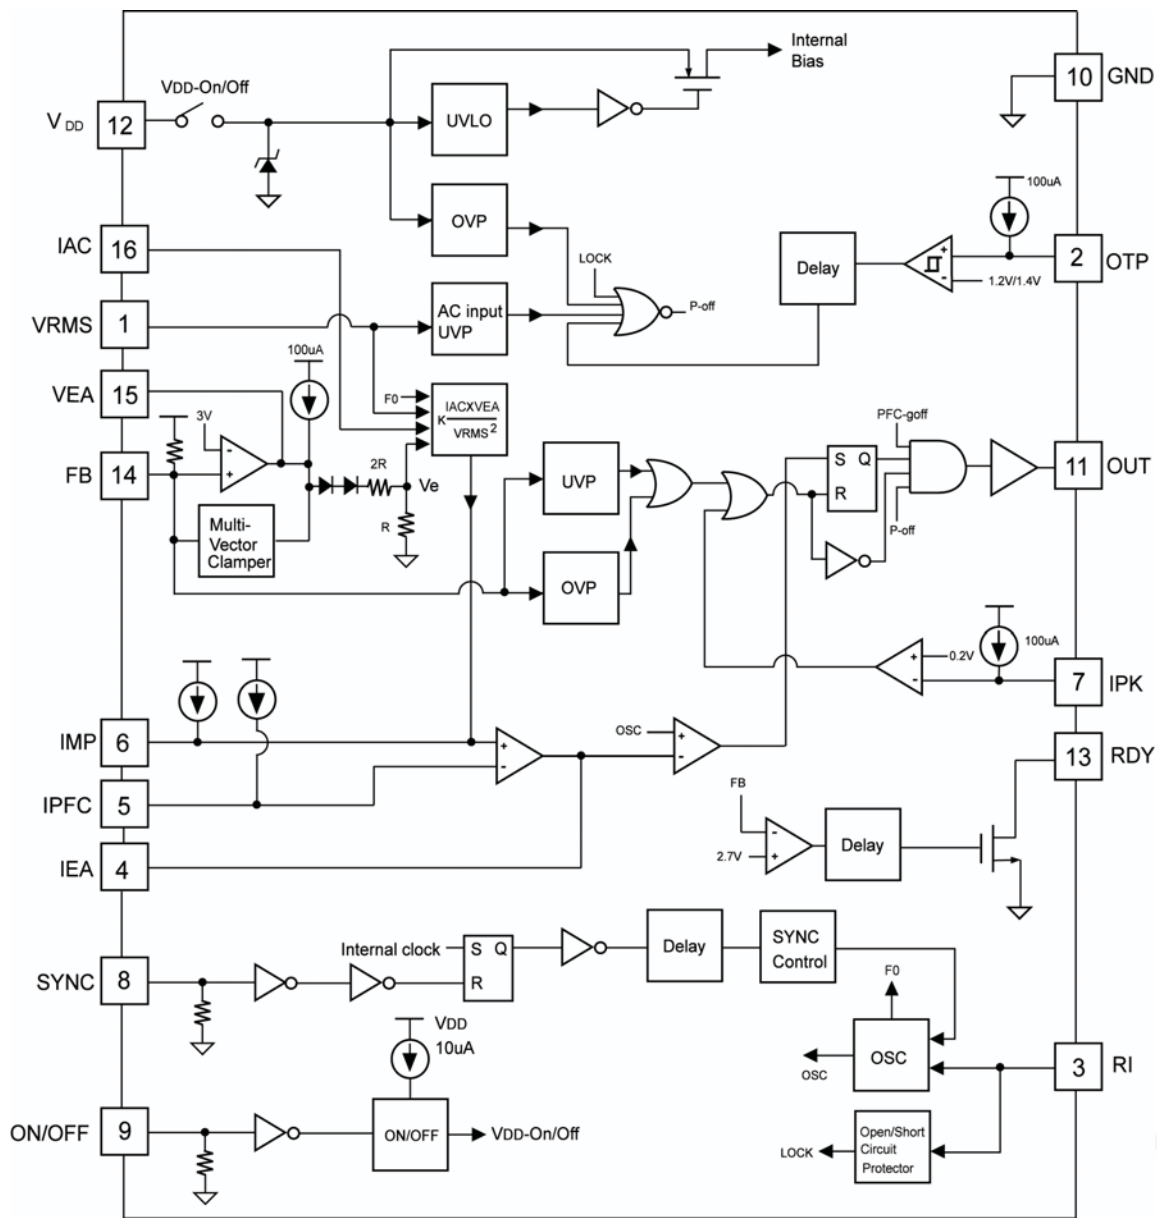 Internal
Bias
10 GND
VDD-On/Off
VDD 12
UVLO
100uA
IAC 16
OVP
LOCK
Delay
+
-
1.2V/1.4V
2 OTP
VRMS 1
AC input
UVP
P-off
100uA
VEA 15
F0
K IACXVEA
VRMS2
3V
-
+
FB 14
2R
Ve
R
Multi-
Vector
Clamper
UVP
OVP
PFC-goff
S Q
R
P-off
11 OUT
0.2V
+
-
100uA
7 IPK
IMP 6
+
-
OSC
+
-
13 RDY
IPFC 5
FB
-
2.7V
+
Delay
IEA 4
SYNC 8
Internal clock
S Q
R
Delay
SYNC
Control
F0
OSC
OSC
3 RI
VDD
10uA
ON/OFF 9
ON/OFF
VDD-On/Off
LOCK
Open/Short
Circuit
Protector